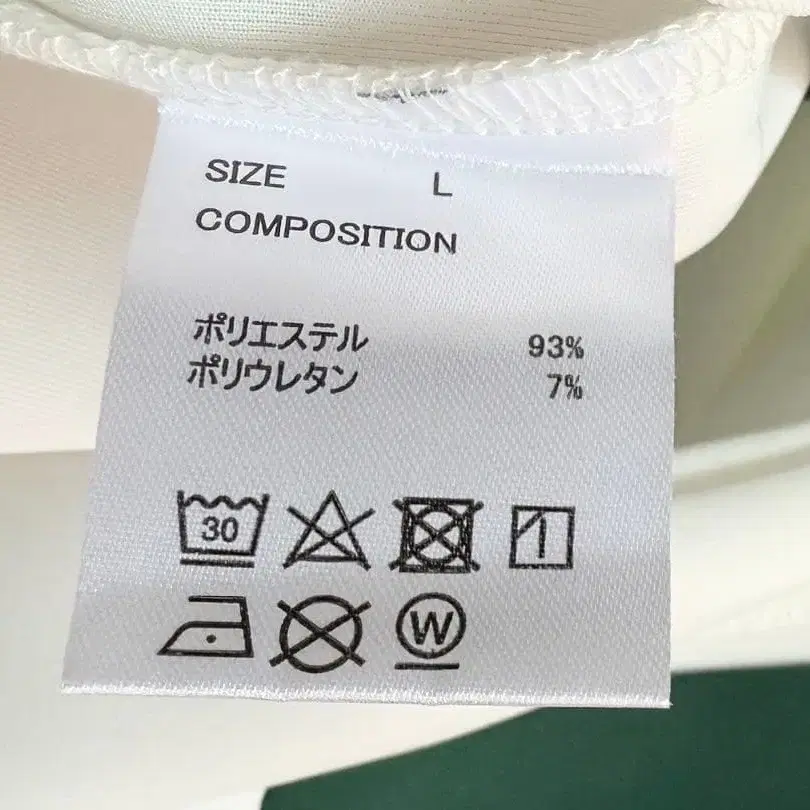 SIZE L
COMPOSITION
ポリエステル 93%
ポリウレタン 7%
30
W